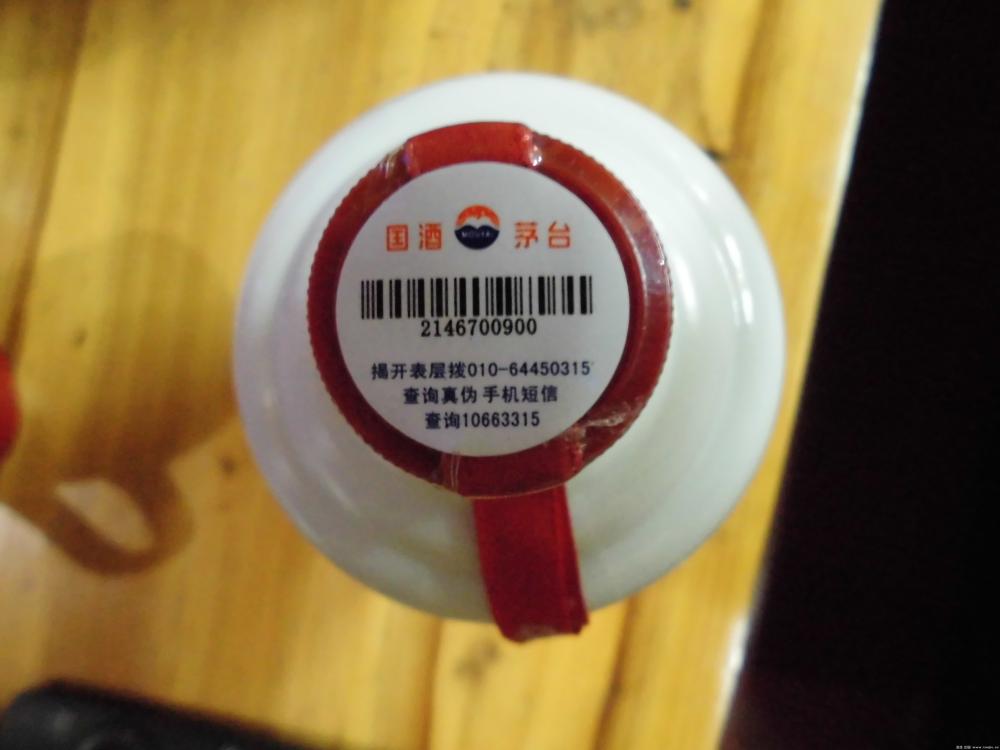 国酒 MOUTAI 茅台
2146700900
揭开表层拨010-64450315
查询真伪 手机短信
查询10663315